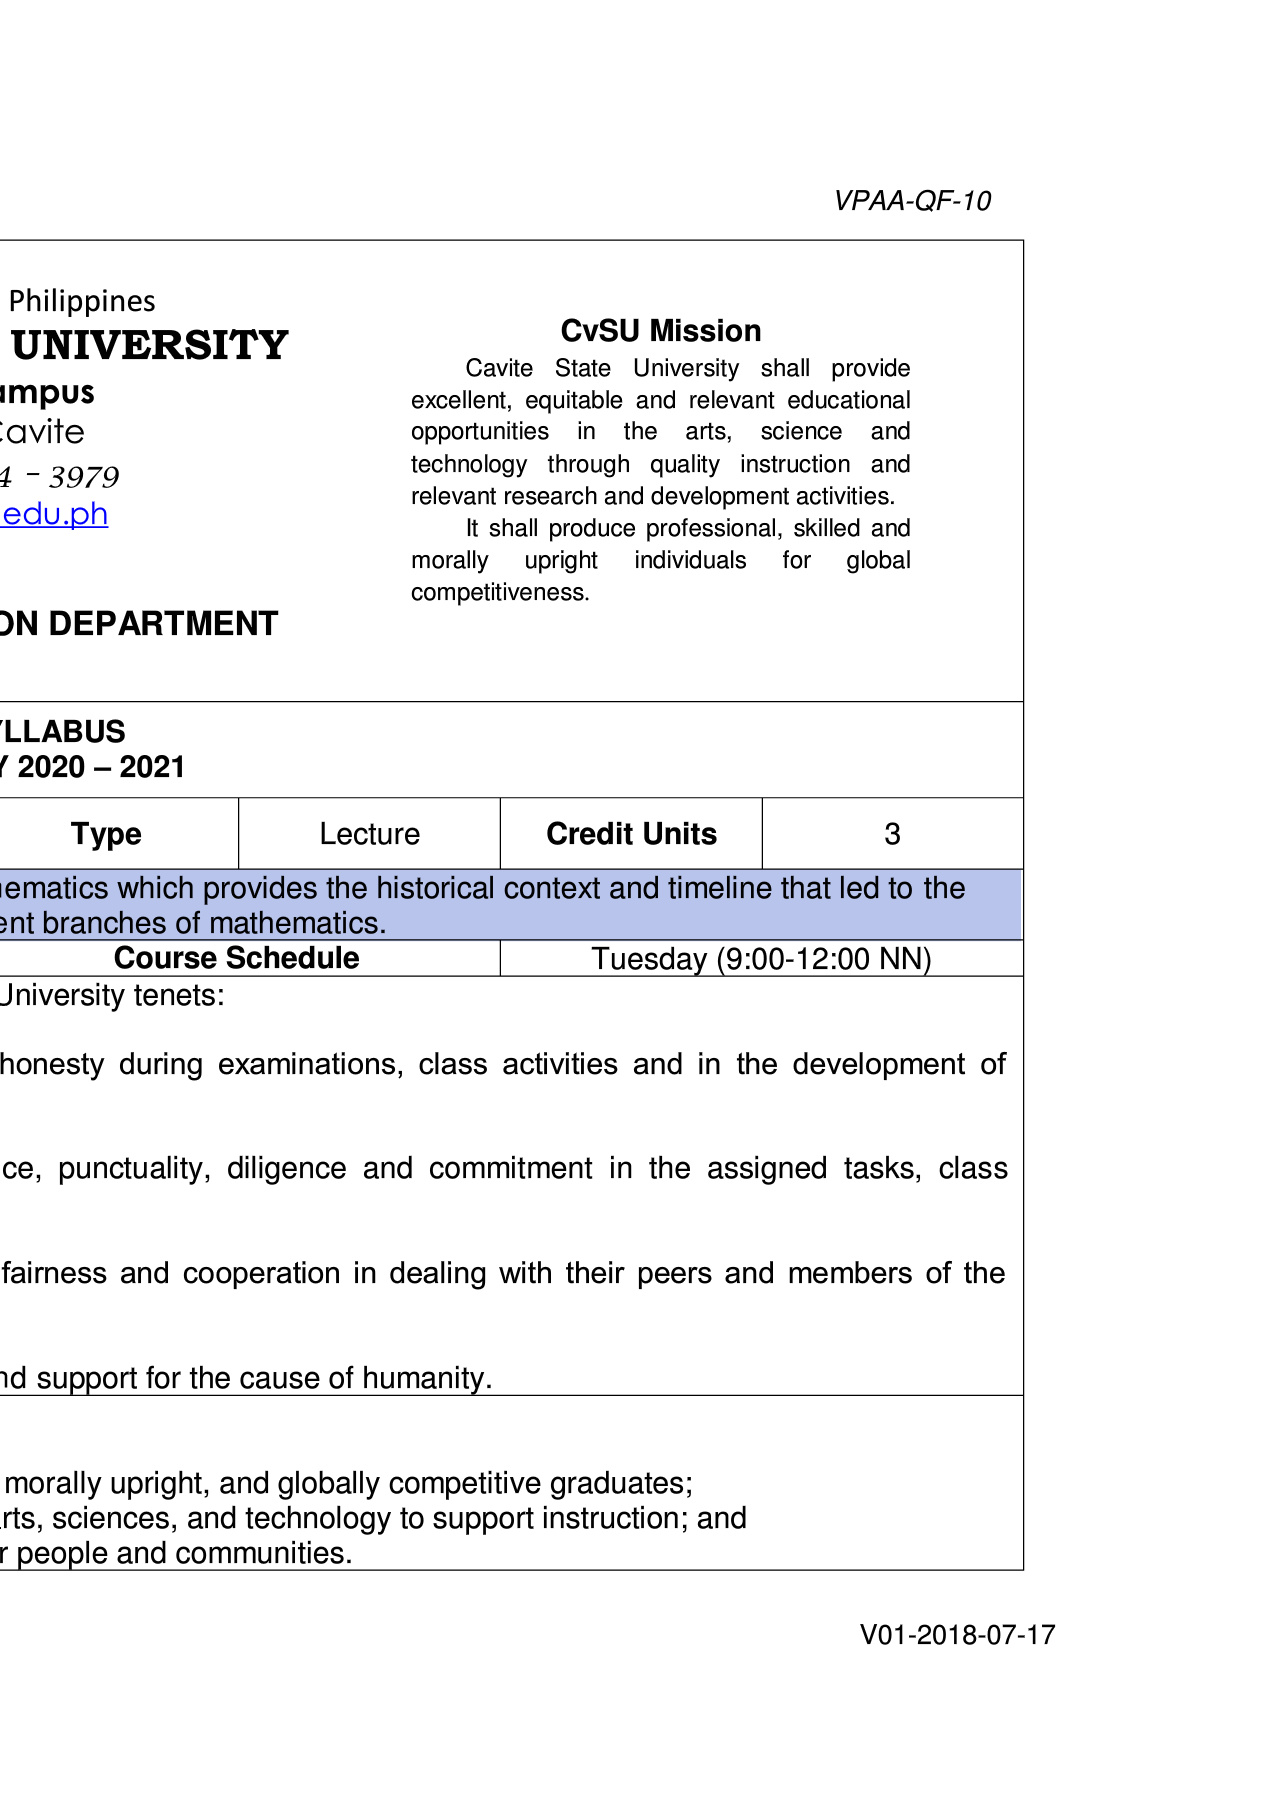 VPAA-QF-10
Philippines
UNIVERSITY
ampus
Cavite
4 – 3979
.edu.ph
ON DEPARTMENT
CvSU Mission
Cavite State University shall provide
excellent, equitable and relevant educational
opportunities in the arts, science and
technology through quality instruction and
relevant research and development activities.
It shall produce professional, skilled and
morally upright individuals for global
competitiveness.
YLLABUS
Y 2020 – 2021
Type Lecture Credit Units 3
ematics which provides the historical context and timeline that led to the
ent branches of mathematics.
Course Schedule Tuesday (9:00-12:00 NN)
University tenets:
honesty during examinations, class activities and in the development of
ce, punctuality, diligence and commitment in the assigned tasks, class
fairness and cooperation in dealing with their peers and members of the
nd support for the cause of humanity.
morally upright, and globally competitive graduates;
rts, sciences, and technology to support instruction; and
r people and communities.
V01-2018-07-17